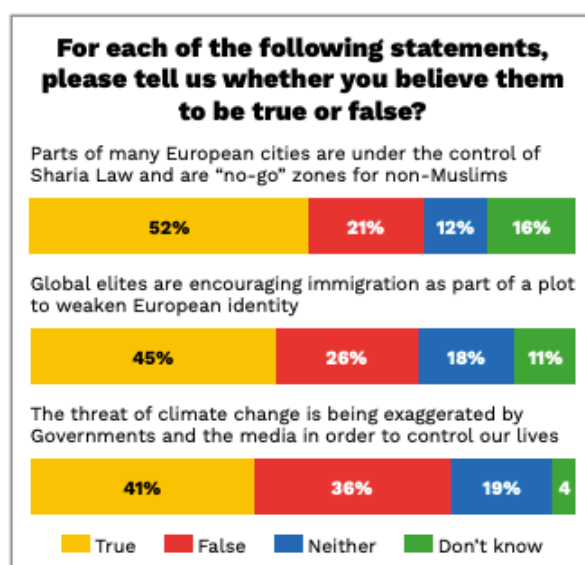 For each of the following statements,
please tell us whether you believe them
to be true or false?
Parts of many European cities are under the control of
Sharia Law and are “no-go” zones for non-Muslims
52% 21% 12% 16%
Global elites are encouraging immigration as part of a plot
to weaken European identity
45% 26% 18% 11%
The threat of climate change is being exaggerated by
Governments and the media in order to control our lives
41% 36% 19% 4
True False Neither Don’t know